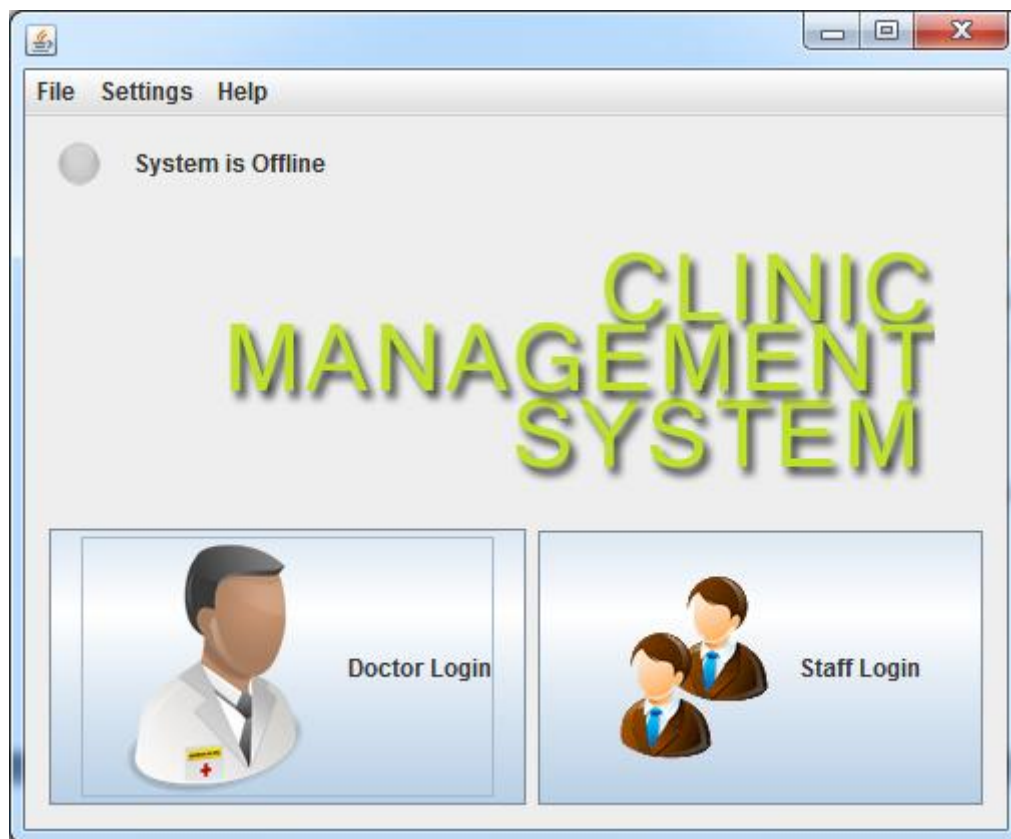 File Settings Help
System is Offline
CLINIC
MANAGEMENT
SYSTEM
Doctor Login
Staff Login